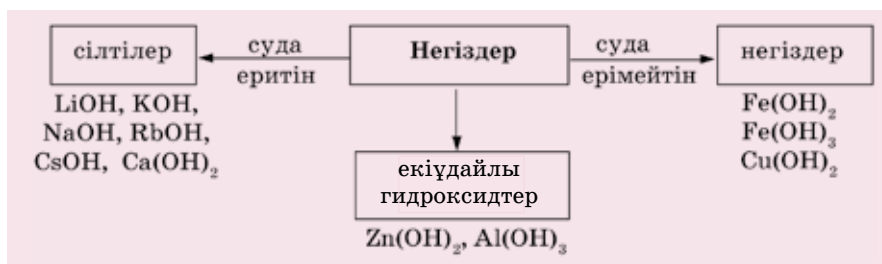 сілтілер
суда
еритін
Негіздер
суда
ерімейтін
негіздер
LiOH, KOH,
NaOH, RbOH,
CsOH, Ca(OH)₂
Fe(OH)₂
Fe(OH)₃
Cu(OH)₂
екіұдайлы
гидроксидтер
Zn(OH)₂, Al(OH)₃